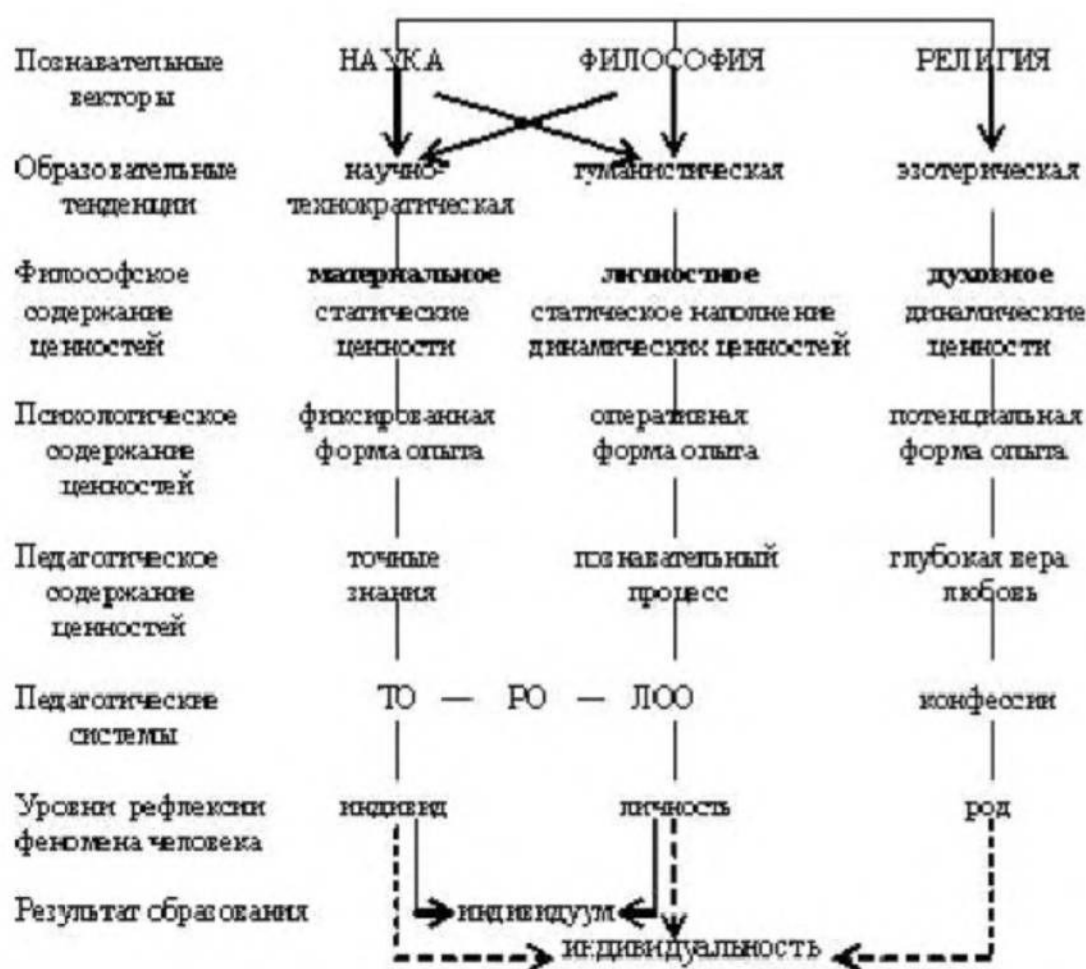 Познавательные НАУКА ФИЛОСОФИЯ РЕЛИГИЯ
векторы
Образовательные научно- гуманистическая эзотерическая
тенденции технократическая
Философское материальное личностное духовное
содержание статические статическое наполнение динамические
ценностей ценности динамических ценностей ценности
Психологическое фиксированная оперативная потенциальная
содержание форма опыта форма опыта форма опыта
ценностей
Педагогическое точные познавательный глубокая вера
содержание знания процесс любовь
ценностей
Педагогические ТО — РО — ЛОО конфессии
системы
Уровни рефлексии индивид личность род
феномена человека
Результат образования индивидуум
индивидуальность